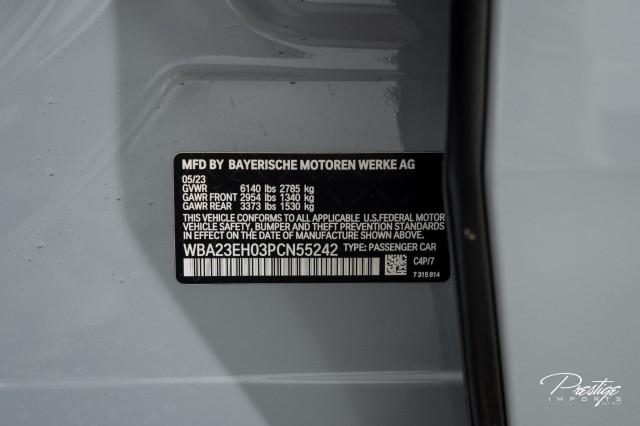 MFD BY BAYERISCHE MOTOREN WERKE AG
05/23
GVWR 6140 lbs 2785 kg
GAWR FRONT 2954 lbs 1340 kg
GAWR REAR 3373 lbs 1530 kg
THIS VEHICLE CONFORMS TO ALL APPLICABLE U.S.FEDERAL MOTOR
VEHICLE SAFETY, BUMPER AND THEFT PREVENTION STANDARDS
IN EFFECT ON THE DATE OF MANUFACTURE SHOWN ABOVE.
WBA23EH03PCN55242 TYPE: PASSENGER CAR
C4P/7
7 315 814
Prestige
IMPORTS